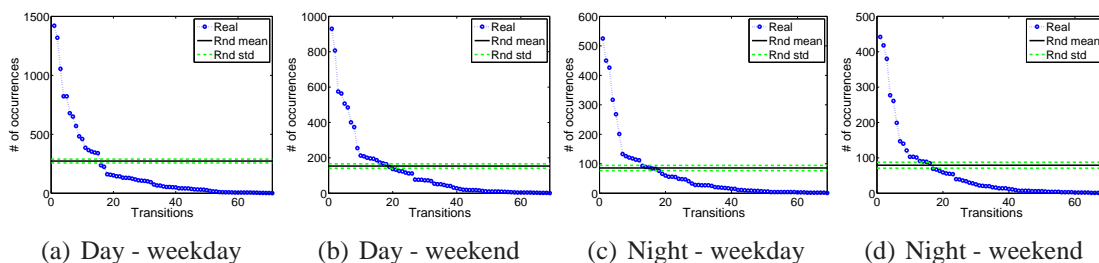 1500
1000
500
0
0
20
40
60
# of occurrences
Transitions
Real
Rnd mean
Rnd std
(a) Day - weekday
1000
800
600
400
200
0
0
20
40
60
# of occurrences
Transitions
Real
Rnd mean
Rnd std
(b) Day - weekend
600
500
400
300
200
100
0
0
20
40
60
# of occurrences
Transitions
Real
Rnd mean
Rnd std
(c) Night - weekday
500
400
300
200
100
0
0
20
40
60
# of occurrences
Transitions
Real
Rnd mean
Rnd std
(d) Night - weekend